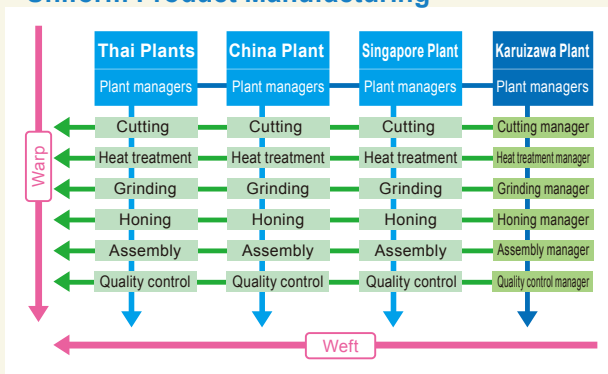 Uniform Product Manufacturing
Thai Plants China Plant Singapore Plant Karuizawa Plant
Plant managers Plant managers Plant managers Plant managers
Cutting Cutting Cutting Cutting manager
Heat treatment Heat treatment Heat treatment Heat treatment manager
Grinding Grinding Grinding Grinding manager
Honing Honing Honing Honing manager
Assembly Assembly Assembly Assembly manager
Quality control Quality control Quality control Quality control manager
Warp
Weft